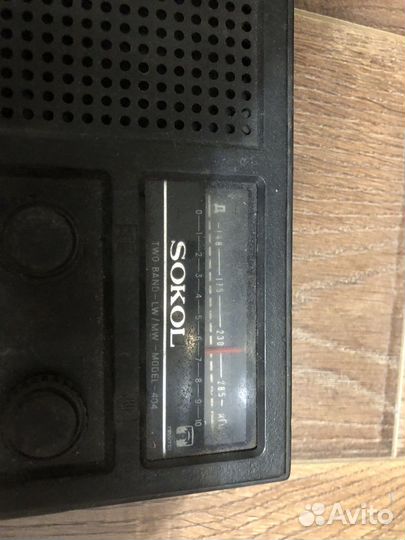 Д -148 -175 -230 285- кГц
0 1 2 3 4 5 6 7 8 9 10
SOKOL
TWO BAND-LW/MW-MODEL-404
Avito